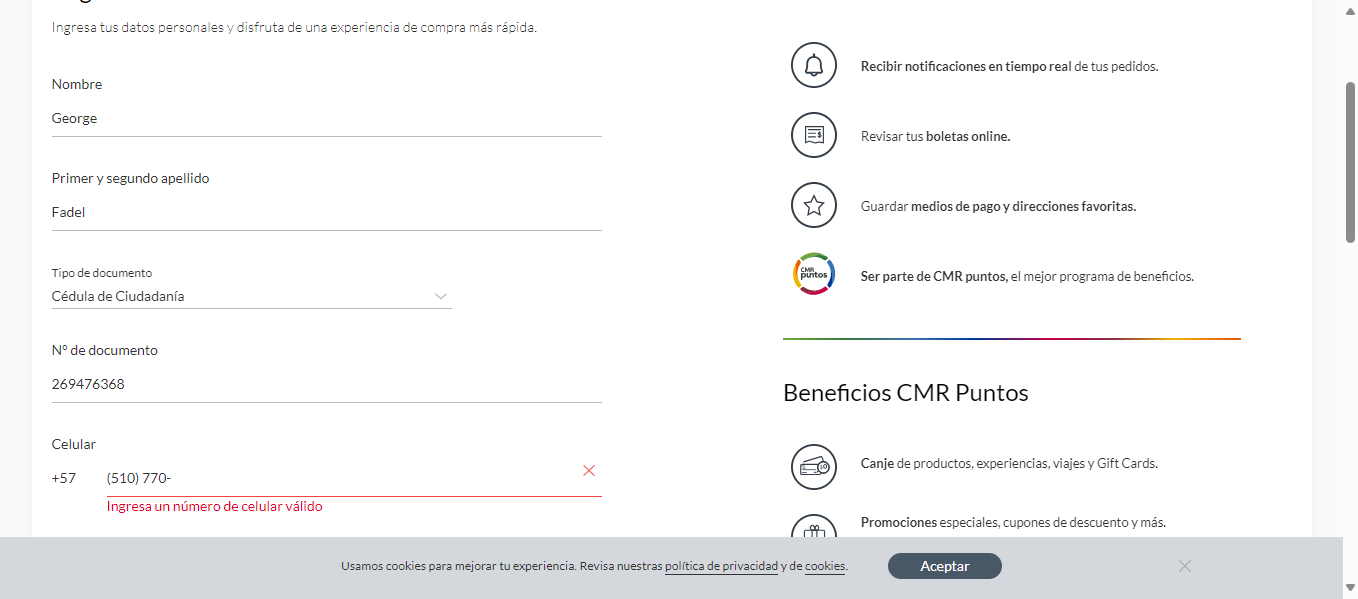 Ingresa tus datos personales y disfruta de una experiencia de compra más rápida.
Nombre
George
Primer y segundo apellido
Fadel
Tipo de documento
Cédula de Ciudadanía
N° de documento
269476368
Celular
+57 (510) 770-
Ingresa un número de celular válido
Recibir notificaciones en tiempo real de tus pedidos.
Revisar tus boletas online.
Guardar medios de pago y direcciones favoritas.
CMR puntos
Ser parte de CMR puntos, el mejor programa de beneficios.
Beneficios CMR Puntos
Canje de productos, experiencias, viajes y Gift Cards.
Promociones especiales, cupones de descuento y más.
Usamos cookies para mejorar tu experiencia. Revisa nuestras política de privacidad y de cookies.
Aceptar